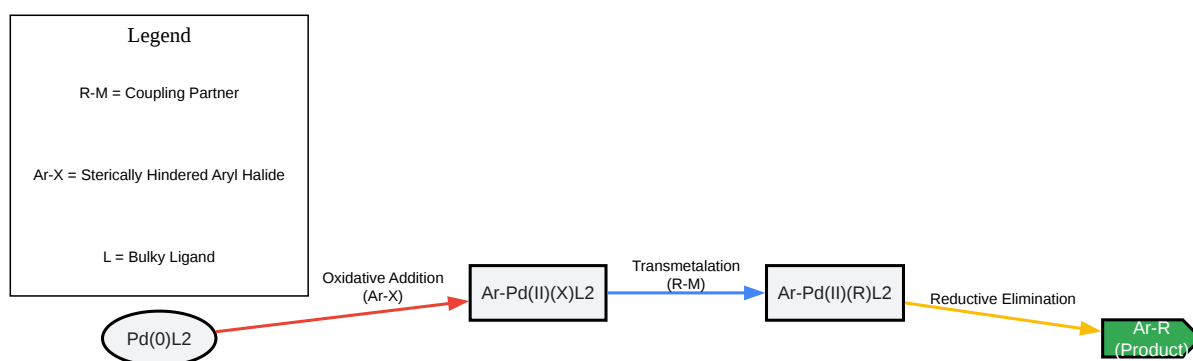 Legend
R-M = Coupling Partner
Ar-X = Sterically Hindered Aryl Halide
L = Bulky Ligand
Pd(0)L2
Oxidative Addition
(Ar-X)
Ar-Pd(II)(X)L2
Transmetalation
(R-M)
Ar-Pd(II)(R)L2
Reductive Elimination
Ar-R
(Product)